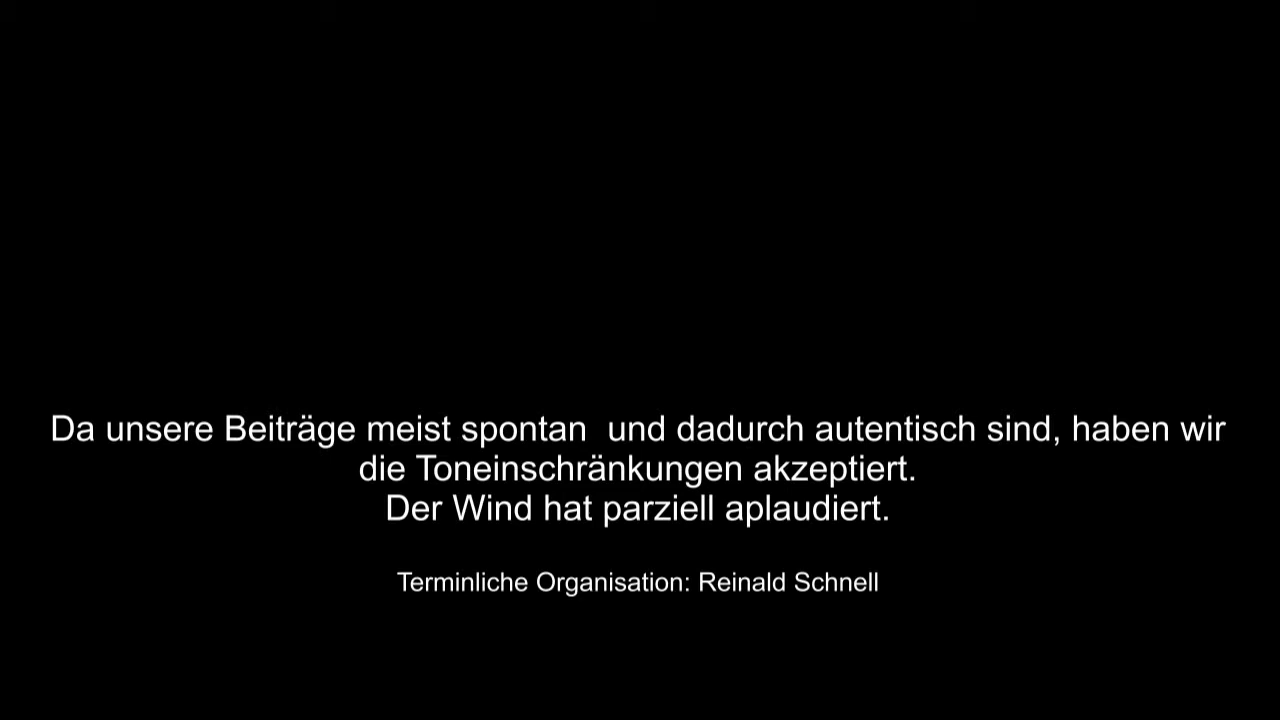 Da unsere Beiträge meist spontan  und dadurch autentisch sind, haben wir
die Toneinschränkungen akzeptiert.
Der Wind hat parziell aplaudiert.
Terminliche Organisation: Reinald Schnell